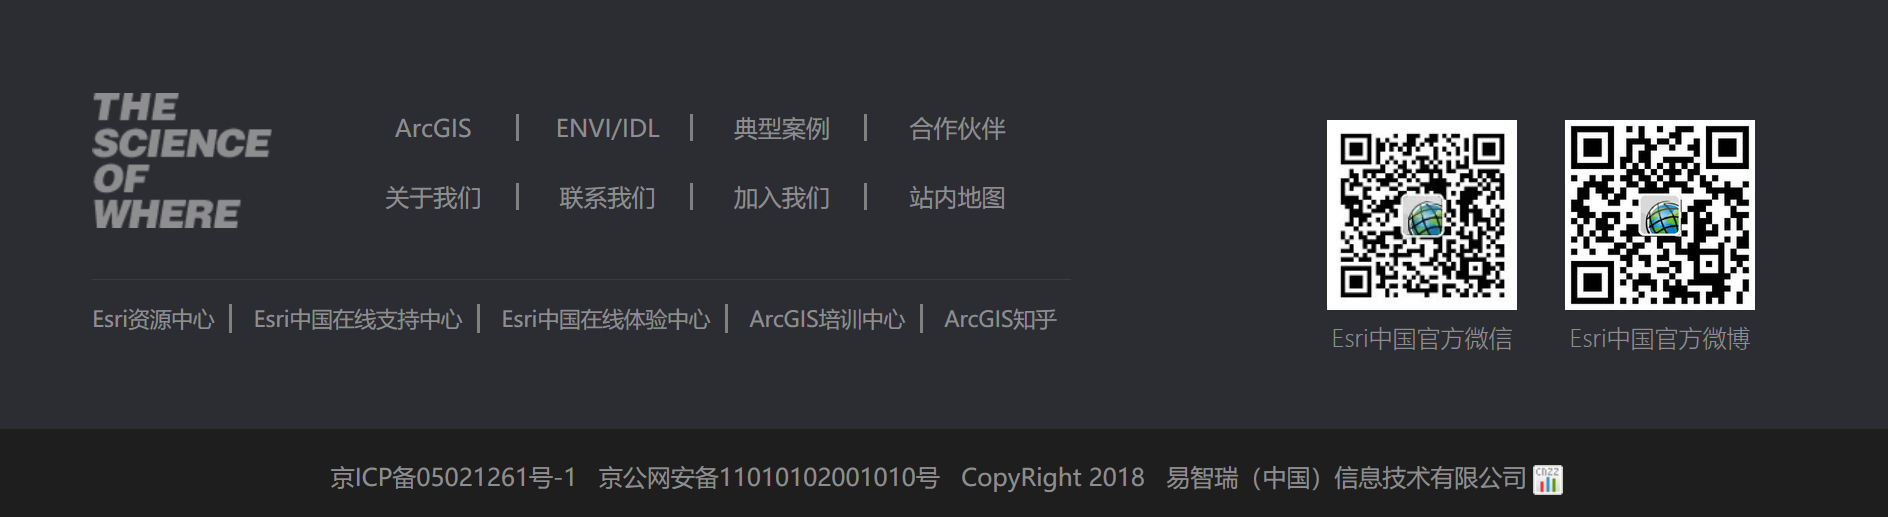 THE
SCIENCE
OF
WHERE
ArcGIS | ENVI/IDL | 典型案例 | 合作伙伴
关于我们 | 联系我们 | 加入我们 | 站内地图
Esri资源中心 | Esri中国在线支持中心 | Esri中国在线体验中心 | ArcGIS培训中心 | ArcGIS知乎
Esri中国官方微信 Esri中国官方微博
京ICP备05021261号-1 京公网安备11010102001010号 CopyRight 2018 易智瑞（中国）信息技术有限公司 CNZZ